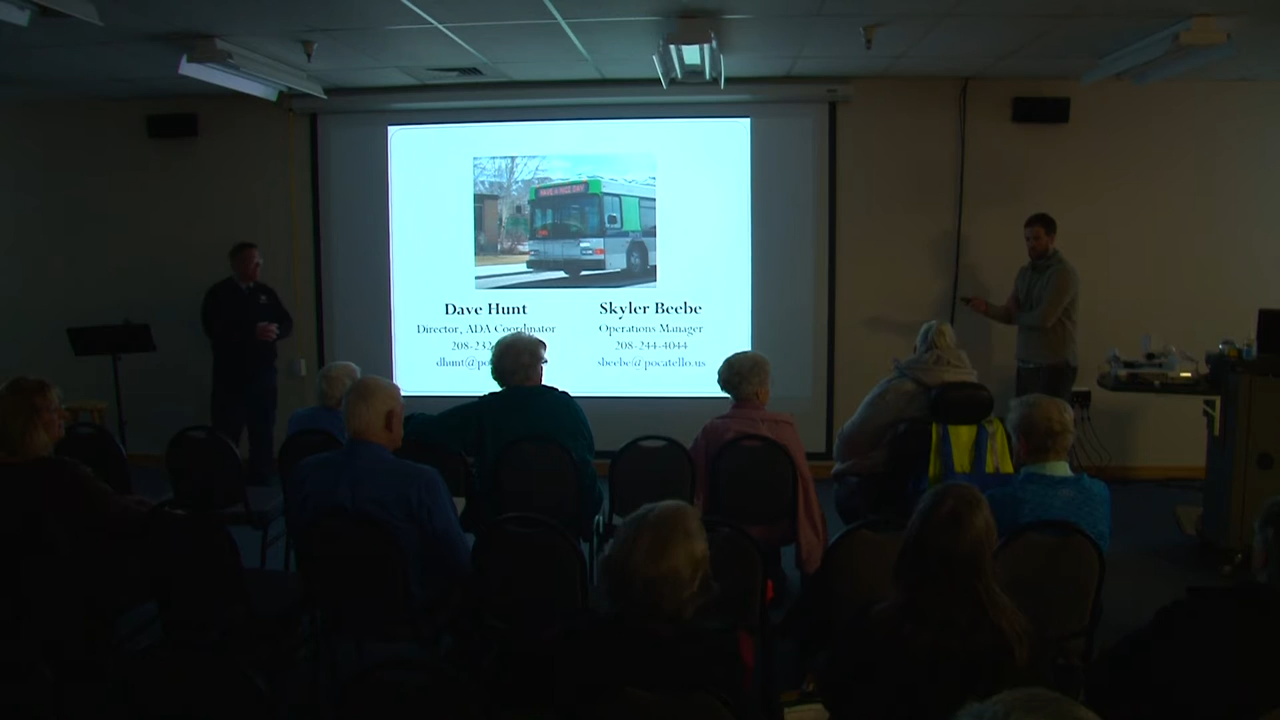 HAVE A NICE DAY
Dave Hunt
Director, ADA Coordinator
208-232
dhunt@po
Skyler Beebe
Operations Manager
208-244-4044
sbeebe@pocatello.us